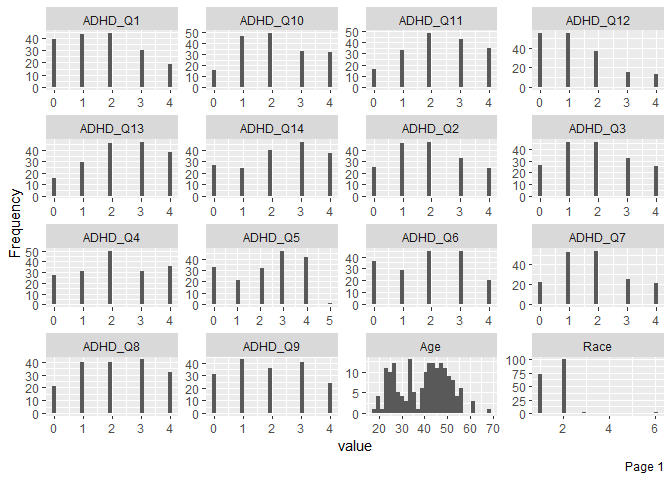 ADHD_Q1 ADHD_Q10 ADHD_Q11 ADHD_Q12
40 30 20 10 0 50 40 30 20 10 0 50 40 30 20 10 0 40 20 0
0 1 2 3 4 0 1 2 3 4 0 1 2 3 4 0 1 2 3 4
ADHD_Q13 ADHD_Q14 ADHD_Q2 ADHD_Q3
40 30 20 10 0 40 30 20 10 0 40 30 20 10 0 40 30 20 10 0
0 1 2 3 4 0 1 2 3 4 0 1 2 3 4 0 1 2 3 4
ADHD_Q4 ADHD_Q5 ADHD_Q6 ADHD_Q7
50 40 30 20 10 0 40 30 20 10 0 40 30 20 10 0 40 20 0
0 1 2 3 4 0 1 2 3 4 5 0 1 2 3 4 0 1 2 3 4
ADHD_Q8 ADHD_Q9 Age Race
40 30 20 10 0 40 30 20 10 0 10 5 0 100 75 50 25 0
0 1 2 3 4 0 1 2 3 4 20 30 40 50 60 70 2 4 6
Frequency
value
Page 1